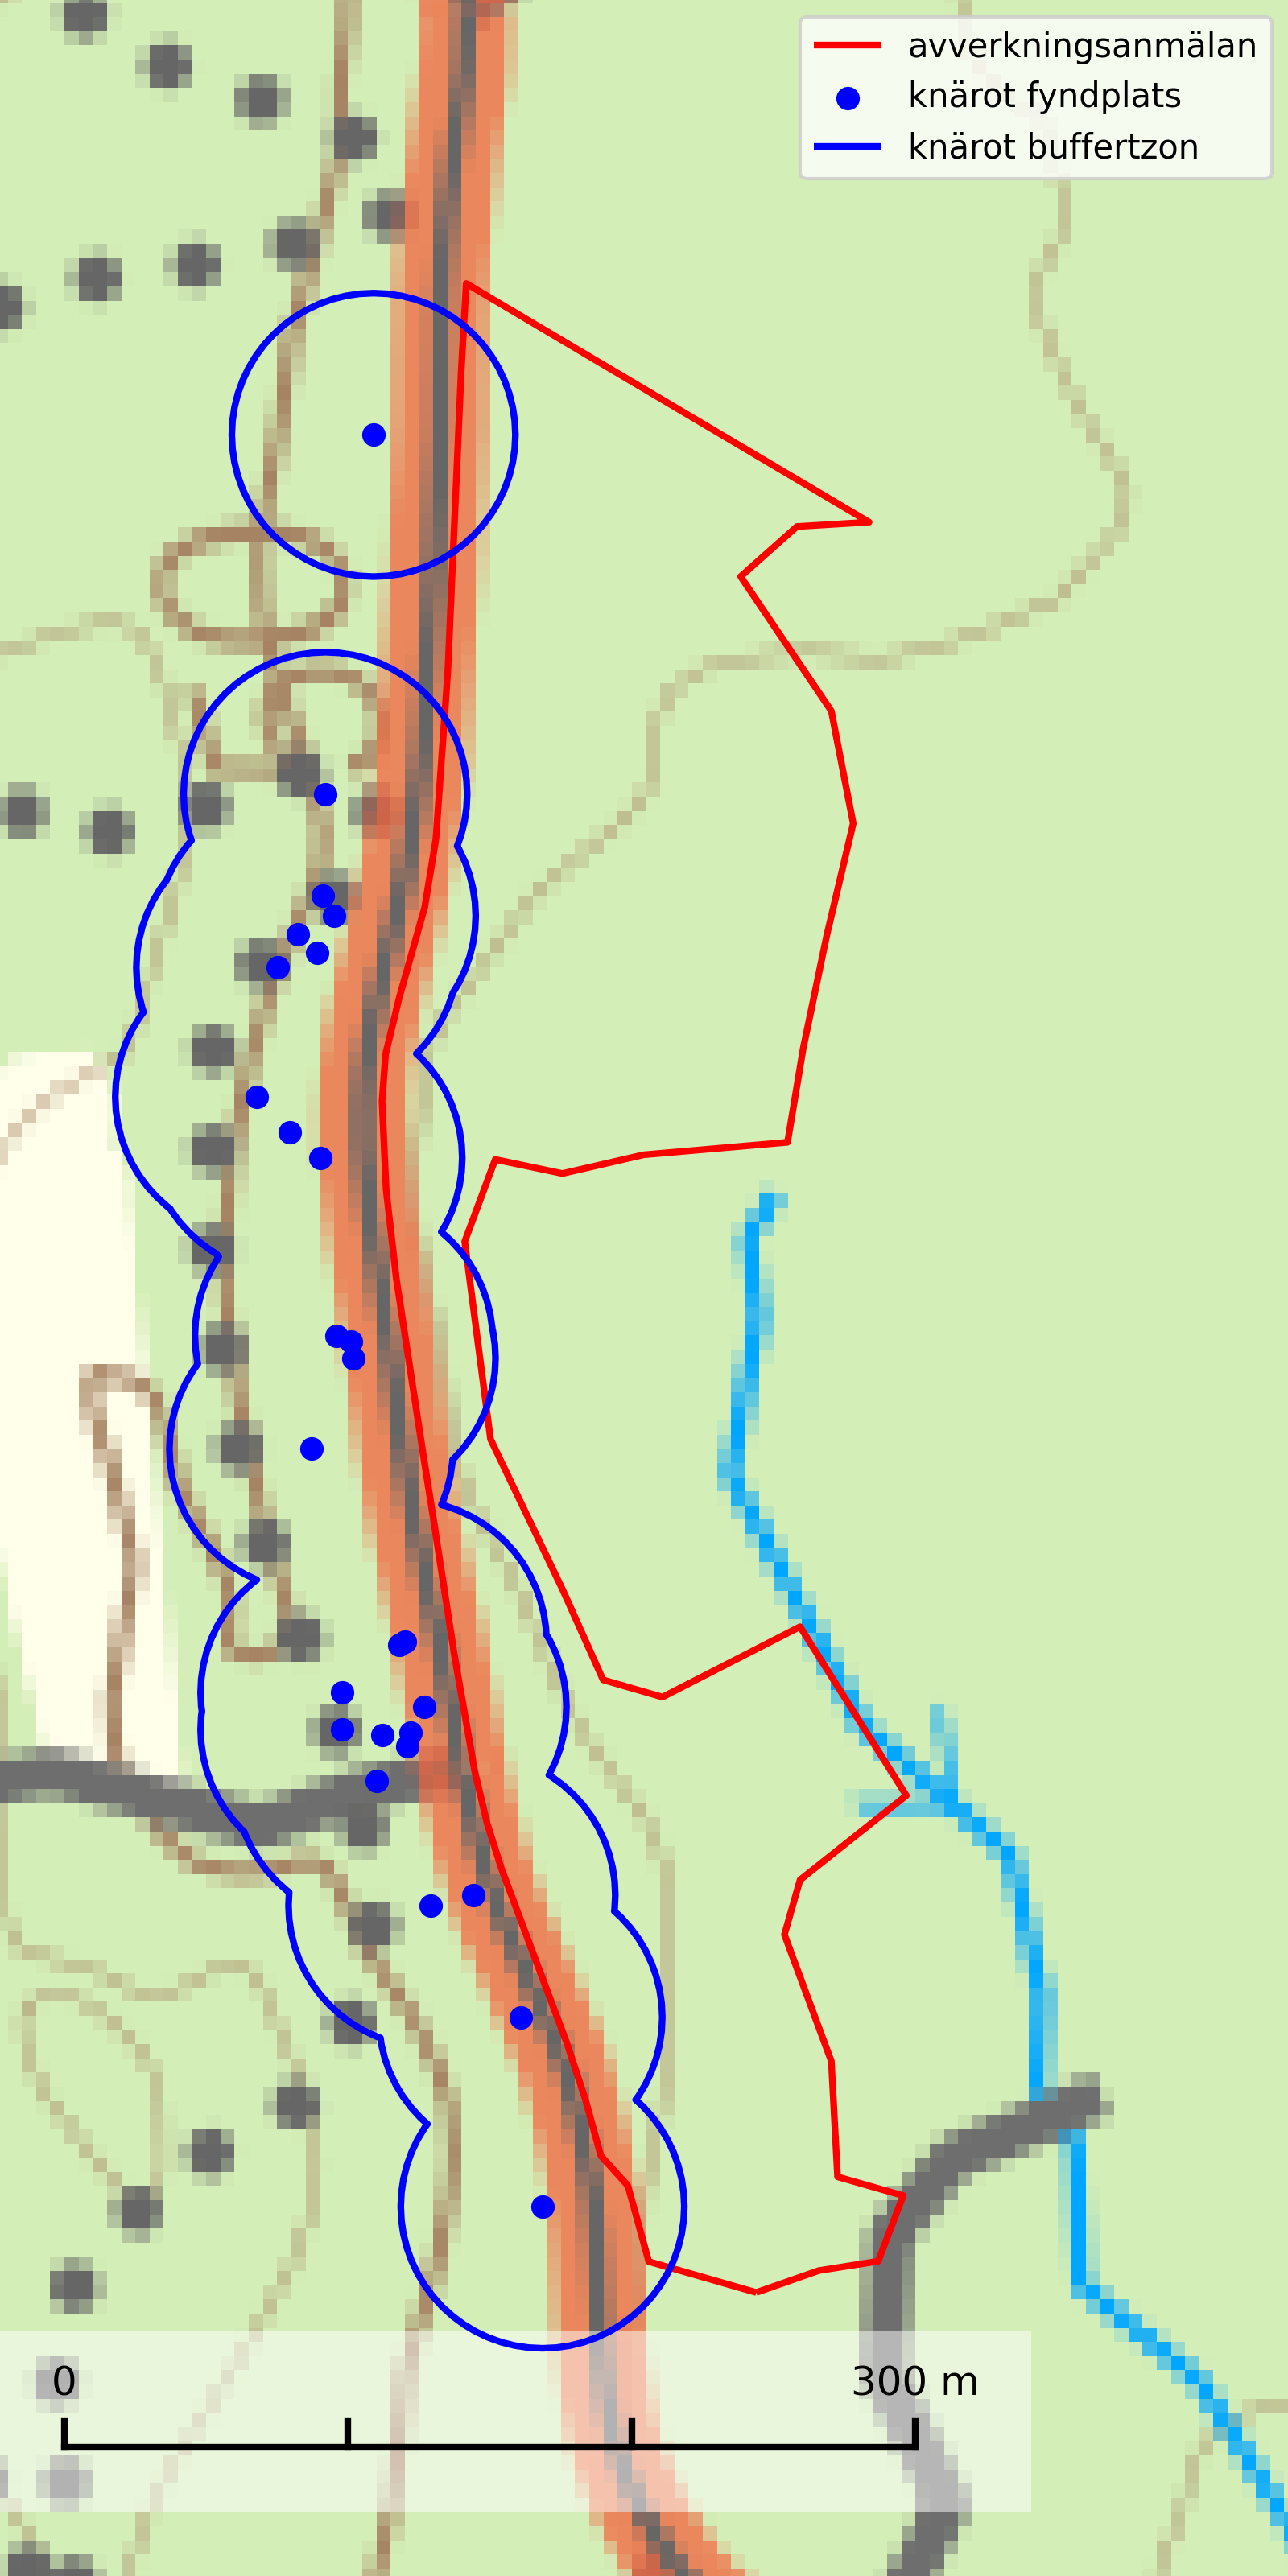 avverkningsanmälan
knärot fyndplats
knärot buffertzon
0 300 m